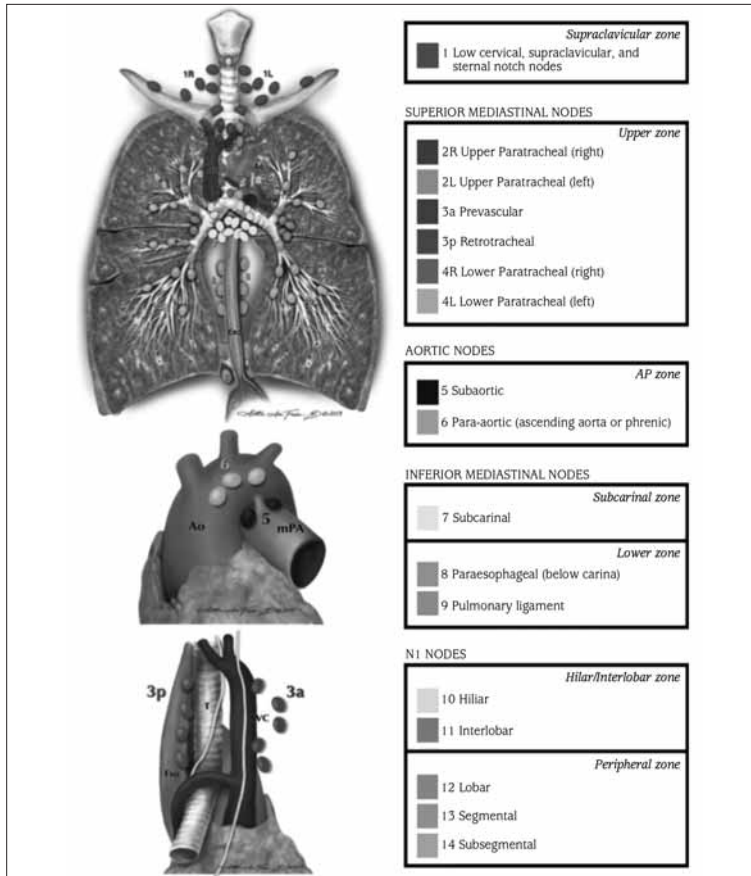 1R
1L
Eso
6
Ao
5
mPA
3p
T
3a
Eso
Supraclavicular zone
1 Low cervical, supraclavicular, and
sternal notch nodes
SUPERIOR MEDIASTINAL NODES
Upper zone
2R Upper Paratracheal (right)
2L Upper Paratracheal (left)
3a Prevascular
3p Retrotracheal
4R Lower Paratracheal (right)
4L Lower Paratracheal (left)
AORTIC NODES
AP zone
5 Subaortic
6 Para-aortic (ascending aorta or phrenic)
INFERIOR MEDIASTINAL NODES
Subcarinal zone
7 Subcarinal
Lower zone
8 Paraesophageal (below carina)
9 Pulmonary ligament
N1 NODES
Hilar/Interlobar zone
10 Hiliar
11 Interlobar
Peripheral zone
12 Lobar
13 Segmental
14 Subsegmental